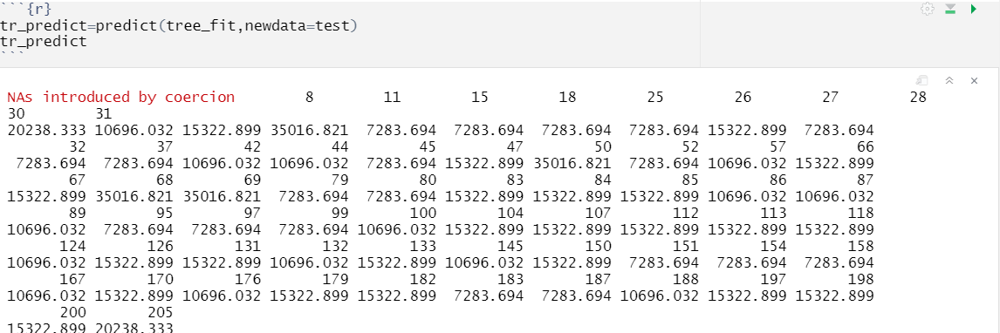 ```{r}
tr_predict=predict(tree_fit,newdata=test)
tr_predict
```
NAs introduced by coercion 8 11 15 18 25 26 27 28
30 31
20238.333 10696.032 15322.899 35016.821 7283.694 7283.694 7283.694 7283.694 15322.899 7283.694
32 37 42 44 45 47 50 52 57 66
7283.694 7283.694 10696.032 10696.032 7283.694 15322.899 35016.821 7283.694 10696.032 15322.899
67 68 69 79 80 83 84 85 86 87
15322.899 35016.821 35016.821 7283.694 7283.694 15322.899 15322.899 15322.899 10696.032 10696.032
89 95 97 99 100 104 107 112 113 118
10696.032 7283.694 7283.694 7283.694 10696.032 15322.899 15322.899 15322.899 15322.899 15322.899
124 126 131 132 133 145 150 151 154 158
10696.032 15322.899 15322.899 10696.032 15322.899 10696.032 15322.899 7283.694 7283.694 7283.694
167 170 176 179 182 183 187 188 197 198
10696.032 15322.899 10696.032 15322.899 15322.899 7283.694 7283.694 10696.032 15322.899 15322.899
200 205
15322.899 20238.333